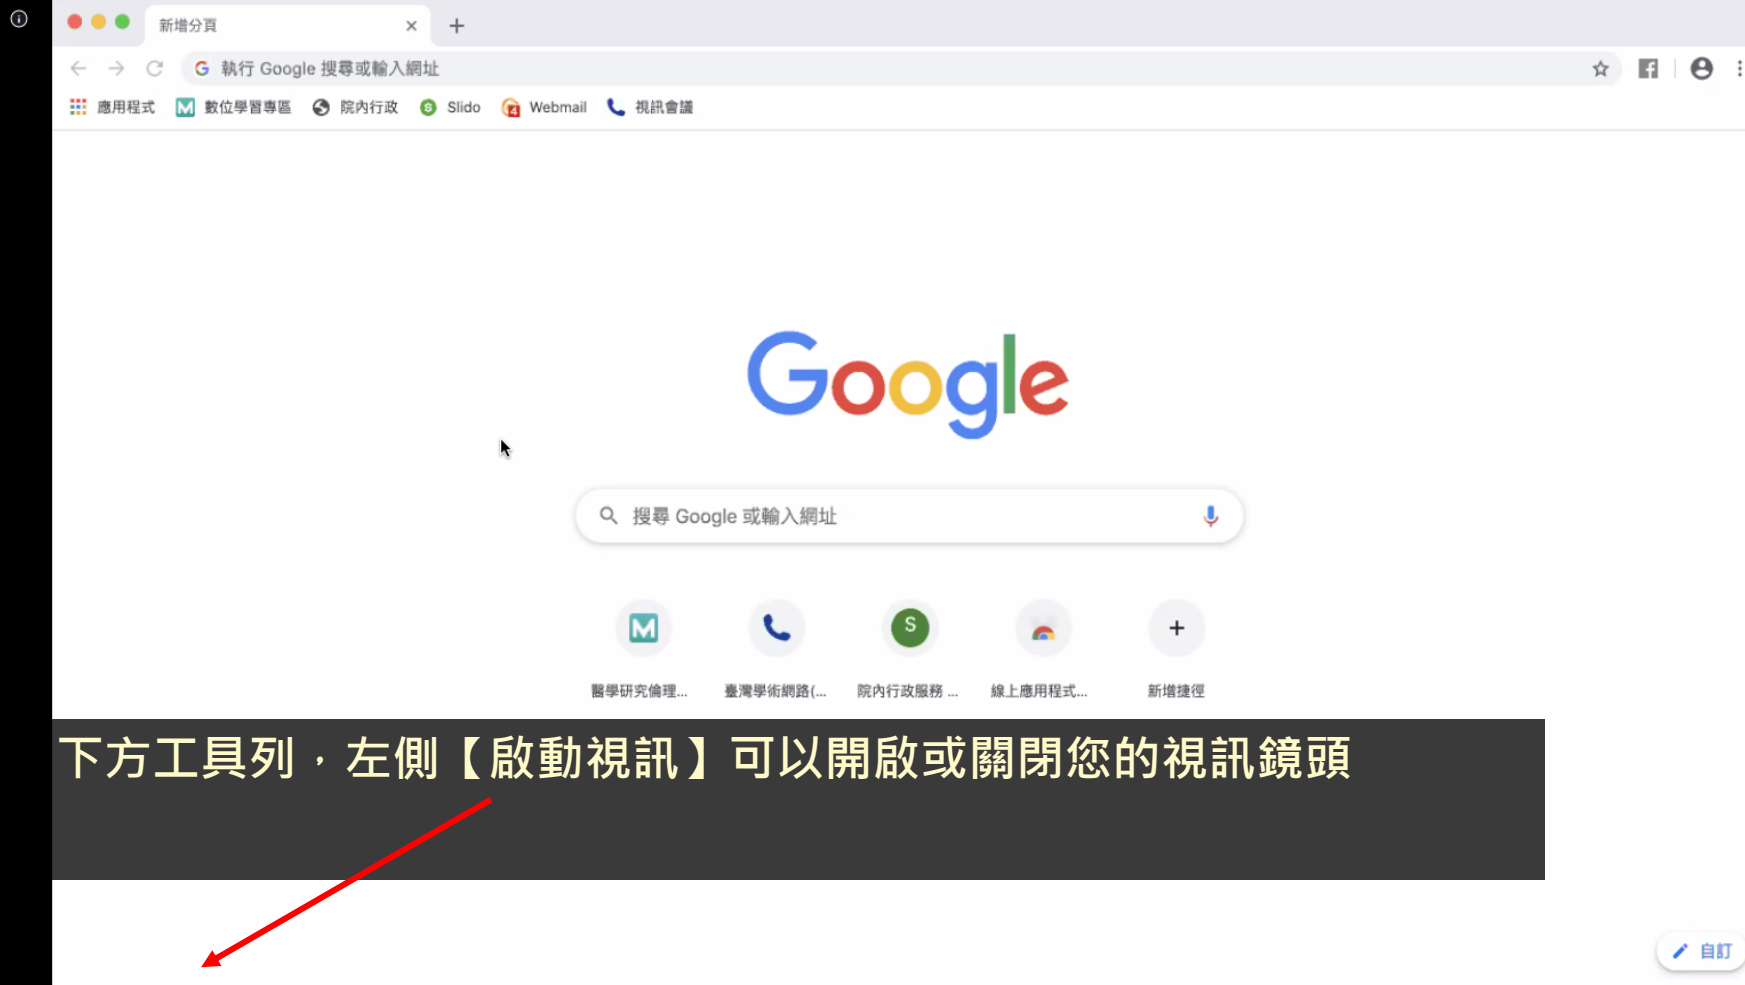 新增分頁
執行 Google 搜尋或輸入網址
應用程式 數位學習專區 院內行政 Slido Webmail 視訊會議
Google
搜尋 Google 或輸入網址
醫學研究倫理... 臺灣學術網路(... 院內行政服務 ... 線上應用程式... 新增捷徑
下方工具列，左側【啟動視訊】可以開啟或關閉您的視訊鏡頭
自訂